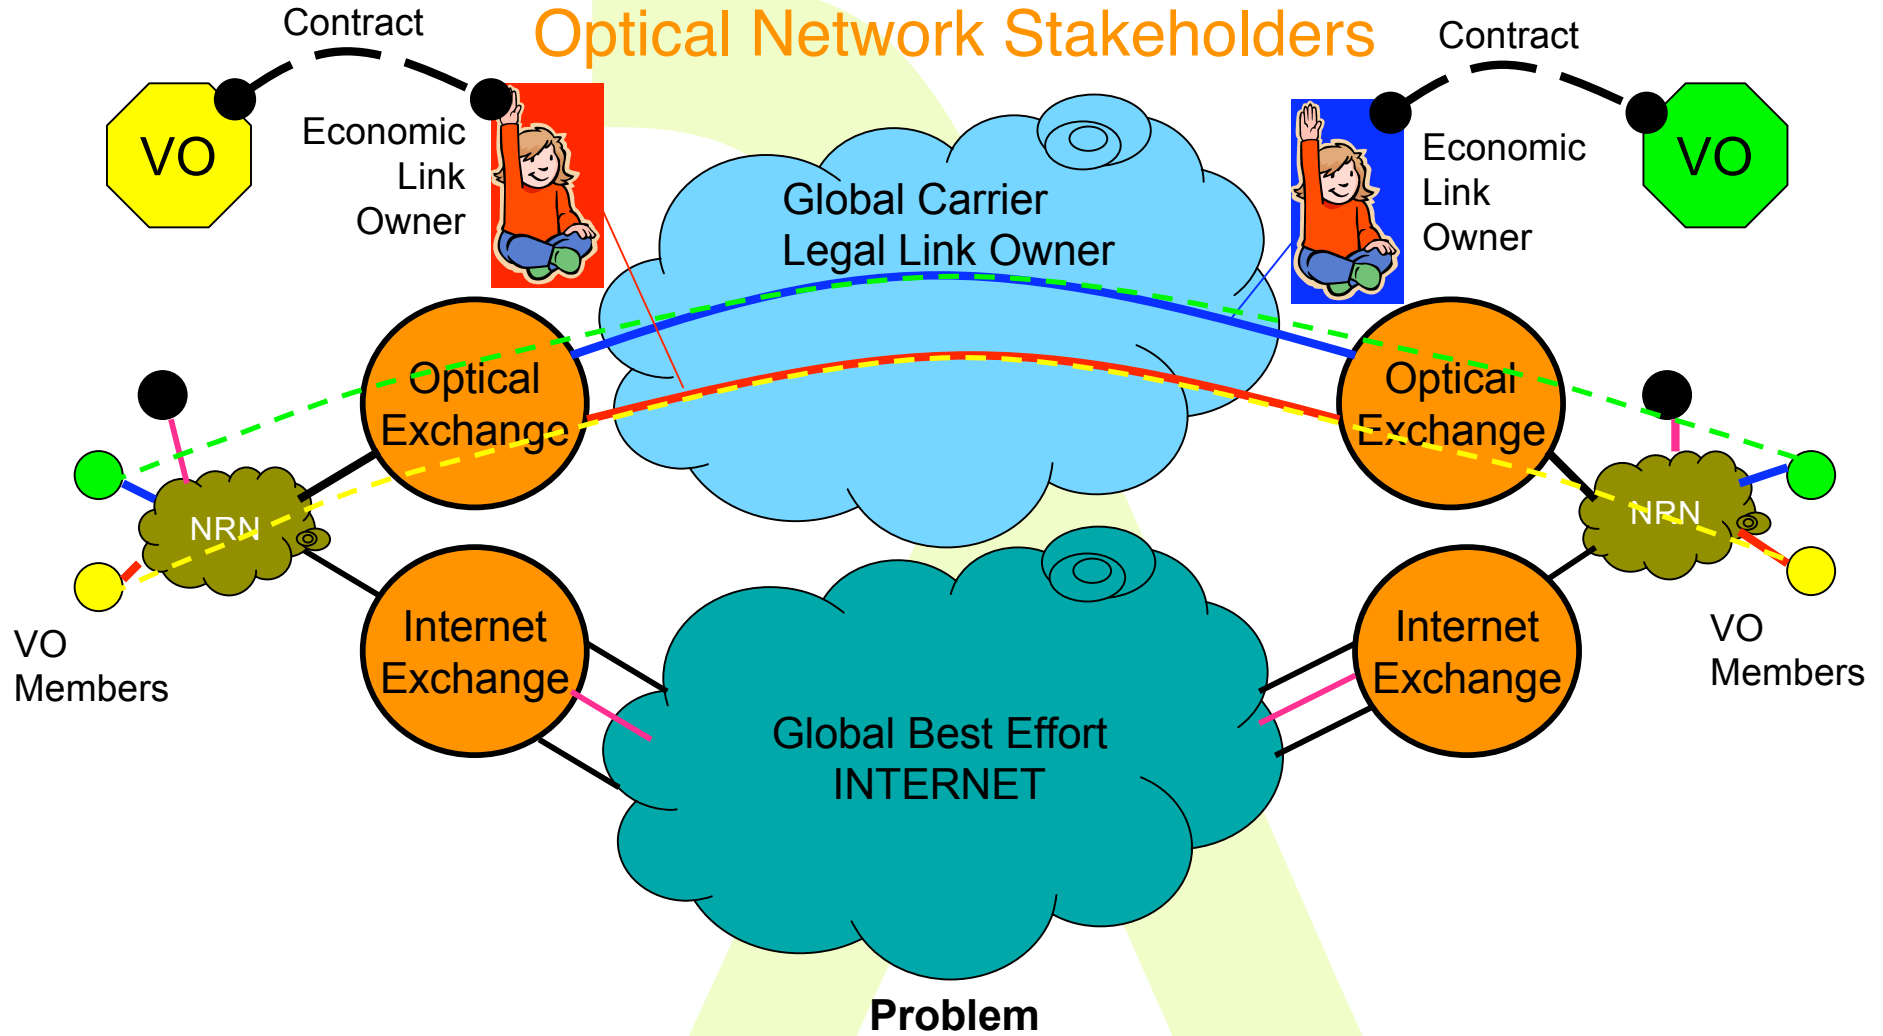 Optical Network Stakeholders
Contract
Contract
VO
Economic
Link
Owner
Economic
Link
Owner
VO
Global Carrier
Legal Link Owner
Optical
Exchange
Optical
Exchange
NRN
NRN
VO
Members
Internet
Exchange
Internet
Exchange
VO
Members
Global Best Effort
INTERNET
Problem